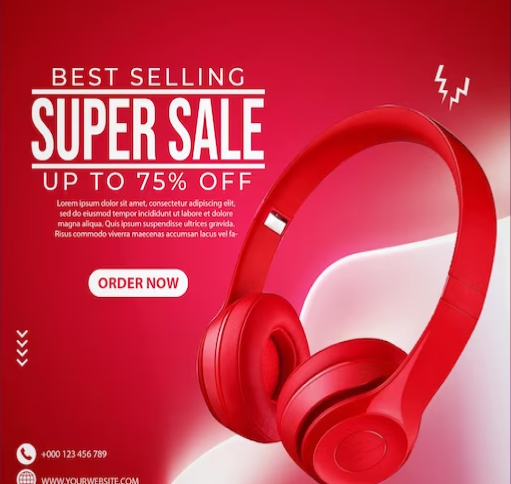 BEST SELLING
SUPER SALE
UP TO 75% OFF
Lorem ipsum dolor sit amet, consectetur adipiscing elit,
sed do eiusmod tempor incididunt ut labore et dolore
magna aliqua. Quis ipsum suspendisse ultrices gravida.
Risus commodo viverra maecenas accumsan lacus vel fa-
ORDER NOW
+000 123 456 789
WWW.YOURWEBSITE.COM